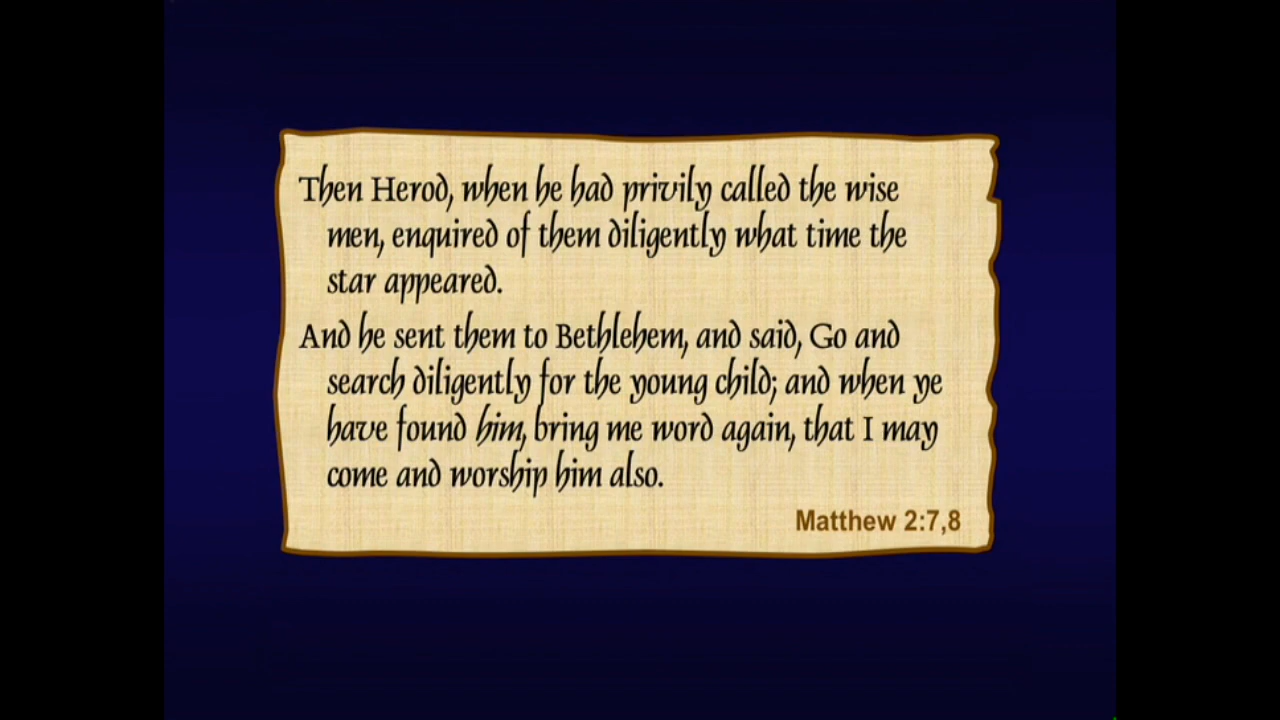 Then Herod, when he had privily called the wise
men, enquired of them diligently what time the
star appeared.
And he sent them to Bethlehem, and said, Go and
search diligently for the young child; and when ye
have found him, bring me word again, that I may
come and worship him also.
Matthew 2:7,8